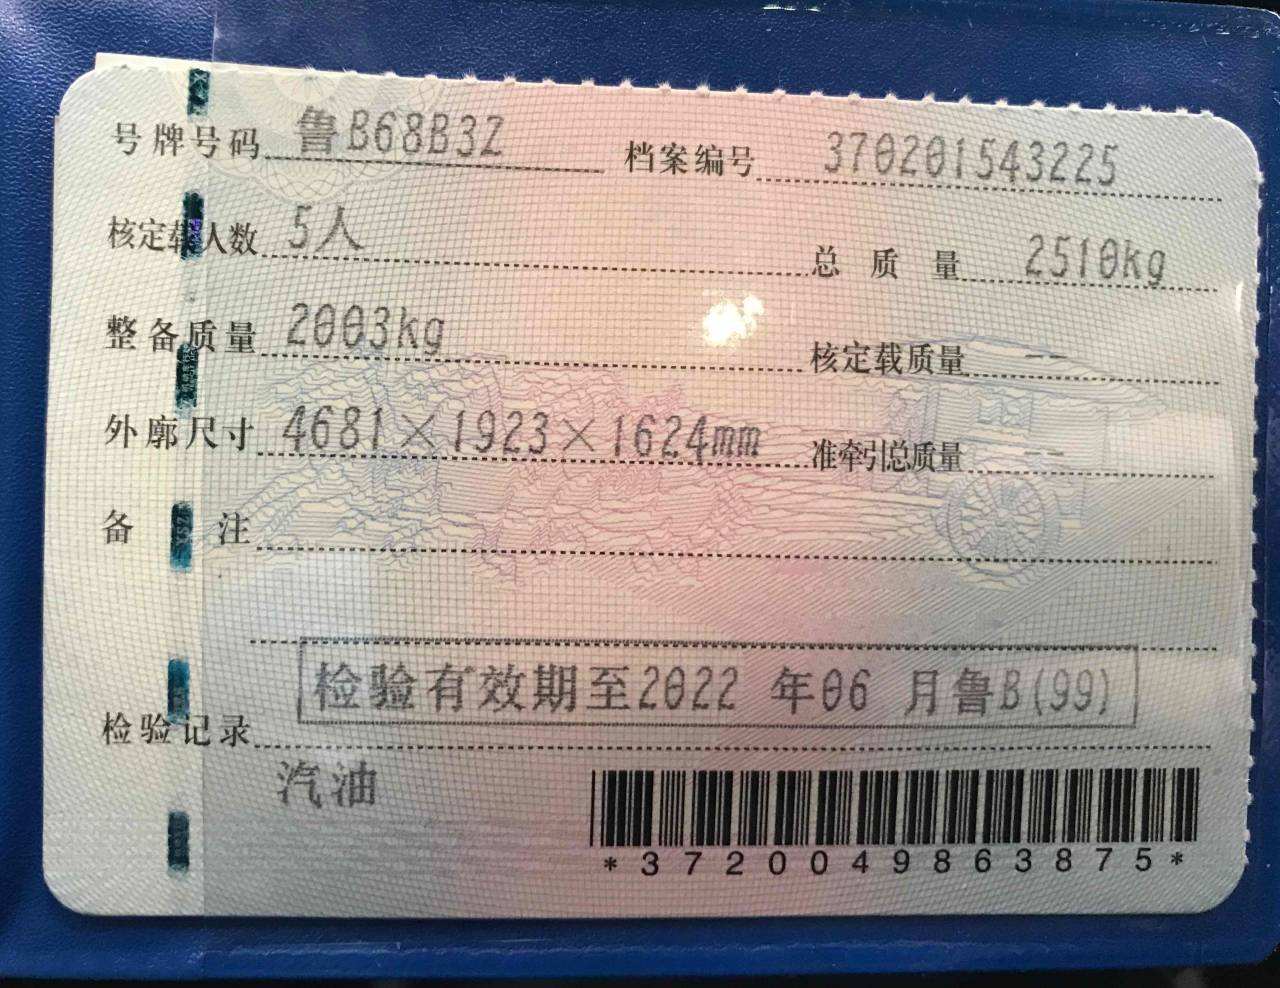 号牌号码 鲁B68B3Z 档案编号 370201543225
核定载人数 5人 总质量 2510kg
整备质量 2003kg 核定载质量 --
外廓尺寸 4681×1923×1624mm 准牵引总质量 --
备注
检验记录 检验有效期至2022 年06 月鲁B(99)
汽油
*3720049863875*